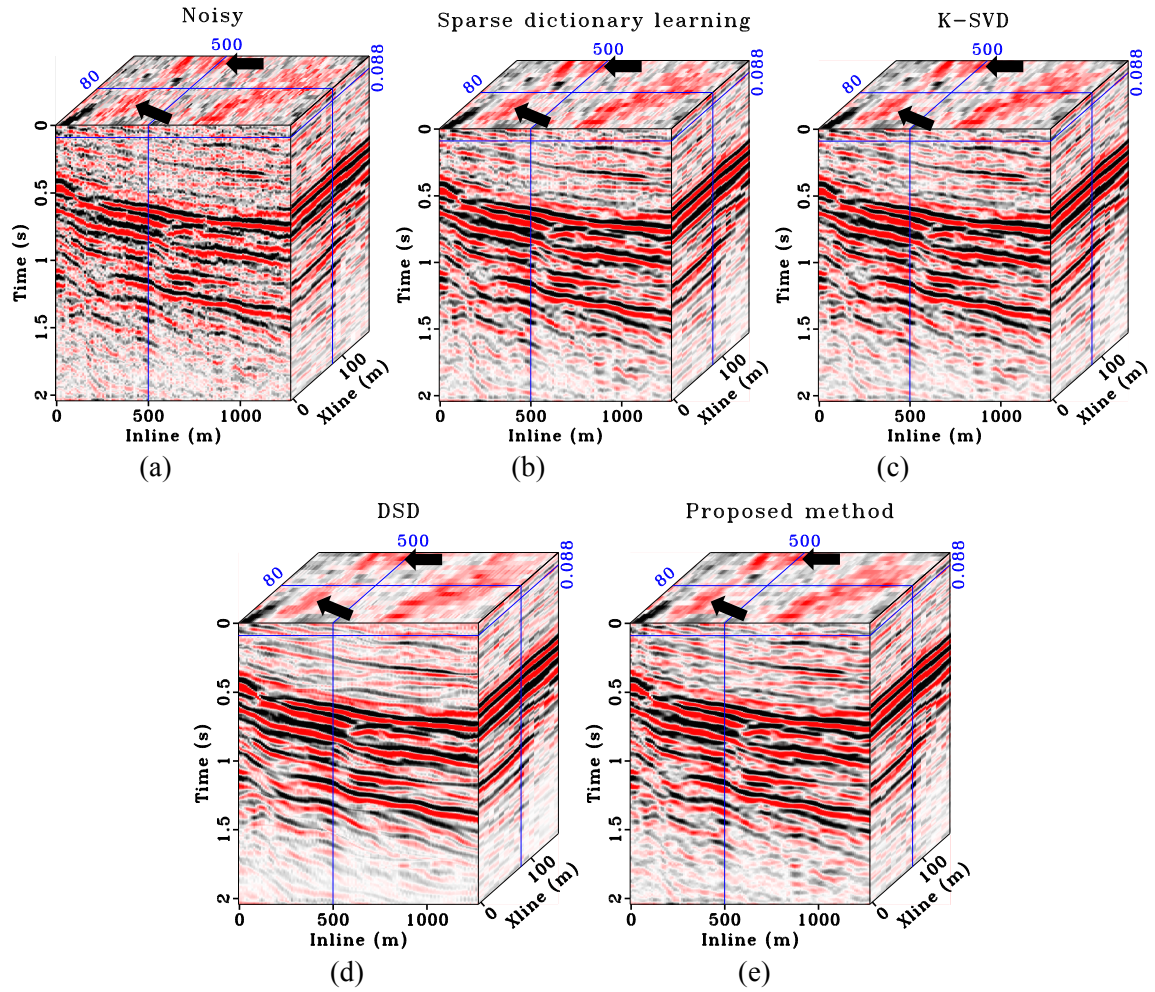 Noisy
500
80
0.088
0
0.5
1
1.5
2
Time (s)
0 500 1000
Inline (m)
0 100
Xline (m)
(a)
Sparse dictionary learning
500
80
0.088
0
0.5
1
1.5
2
Time (s)
0 500 1000
Inline (m)
0 100
Xline (m)
(b)
K-SVD
500
80
0.088
0
0.5
1
1.5
2
Time (s)
0 500 1000
Inline (m)
0 100
Xline (m)
(c)
DSD
500
80
0.088
0
0.5
1
1.5
2
Time (s)
0 500 1000
Inline (m)
0 100
Xline (m)
(d)
Proposed method
500
80
0.088
0
0.5
1
1.5
2
Time (s)
0 500 1000
Inline (m)
0 100
Xline (m)
(e)